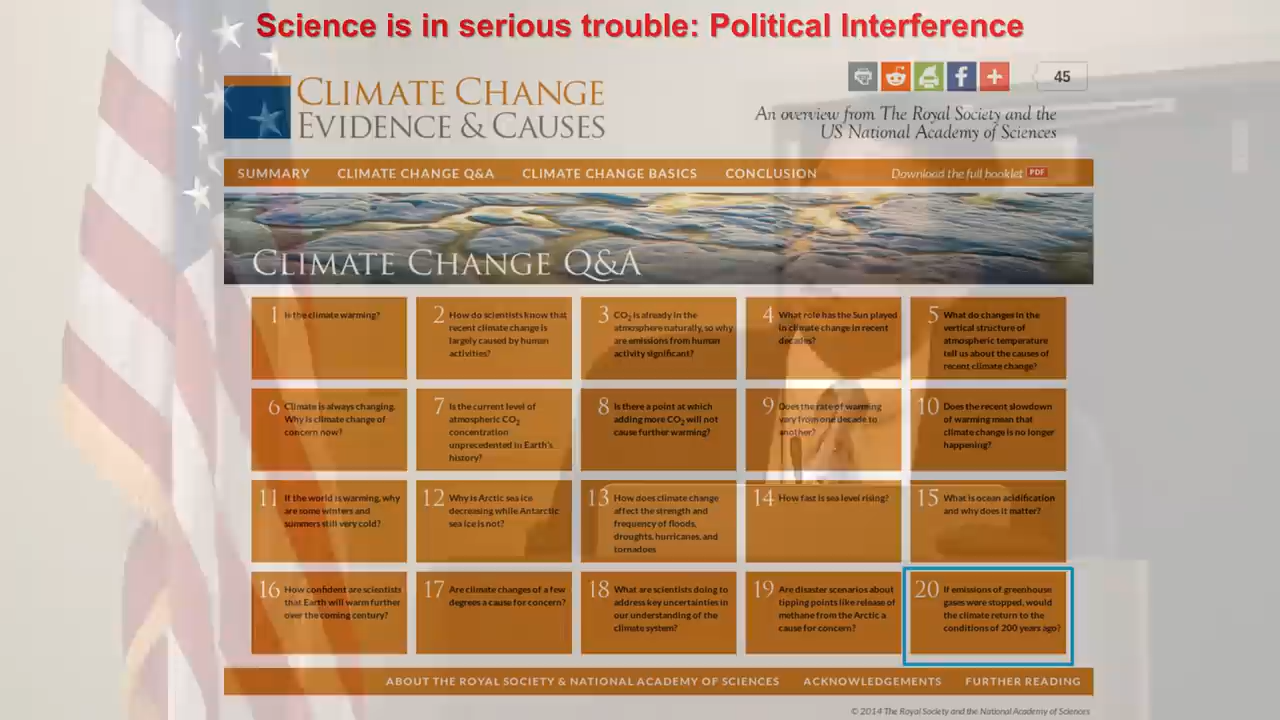 Science is in serious trouble: Political Interference
CLIMATE CHANGE
EVIDENCE & CAUSES
45
An overview from The Royal Society and the
US National Academy of Sciences
SUMMARY CLIMATE CHANGE Q&A CLIMATE CHANGE BASICS CONCLUSION Download the full booklet PDF
CLIMATE CHANGE Q&A
1 Is the climate warming?
2 How do scientists know that
recent climate change is
largely caused by human
activities?
3 CO2 is already in the
atmosphere naturally, so why
are emissions from human
activity significant?
4 What role has the Sun played
in climate change in recent
decades?
5 What do changes in the
vertical structure of
atmospheric temperature
tell us about the causes of
recent climate change?
6 Climate is always changing.
Why is climate change of
concern now?
7 Is the current level of
atmospheric CO2
concentration
unprecedented in Earth's
history?
8 Is there a point at which
adding more CO2 will not
cause further warming?
9 Does the rate of warming
vary from one decade to
another?
10 Does the recent slowdown
of warming mean that
climate change is no longer
happening?
11 If the world is warming, why
are some winters and
summers still very cold?
12 Why is Arctic sea ice
decreasing while Antarctic
sea ice is not?
13 How does climate change
affect the strength and
frequency of floods,
droughts, hurricanes, and
tornadoes
14 How fast is sea level rising?
15 What is ocean acidification
and why does it matter?
16 How confident are scientists
that Earth will warm further
over the coming century?
17 Are climate changes of a few
degrees a cause for concern?
18 What are scientists doing to
address key uncertainties in
our understanding of the
climate system?
19 Are disaster scenarios about
tipping points like release of
methane from the Arctic a
cause for concern?
20 If emissions of greenhouse
gases were stopped, would
the climate return to the
conditions of 200 years ago?
ABOUT THE ROYAL SOCIETY & NATIONAL ACADEMY OF SCIENCES ACKNOWLEDGEMENTS FURTHER READING
© 2014 The Royal Society and the National Academy of Sciences